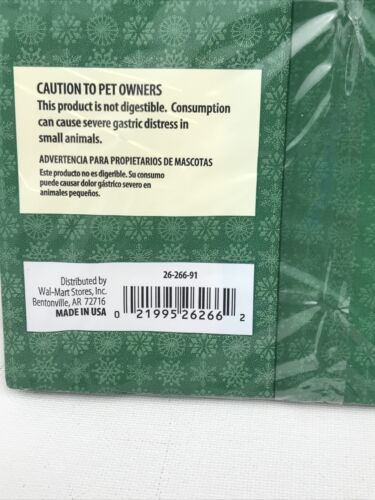 CAUTION TO PET OWNERS
This product is not digestible. Consumption
can cause severe gastric distress in
small animals.
ADVERTENCIA PARA PROPIETARIOS DE MASCOTAS
Este producto no es digerible. Su consumo
puede causar dolor gástrico severo en
animales pequeños.
Distributed by
Wal-Mart Stores, Inc.
Bentonville, AR 72716
MADE IN USA
26-266-91
0 21995 26266 2